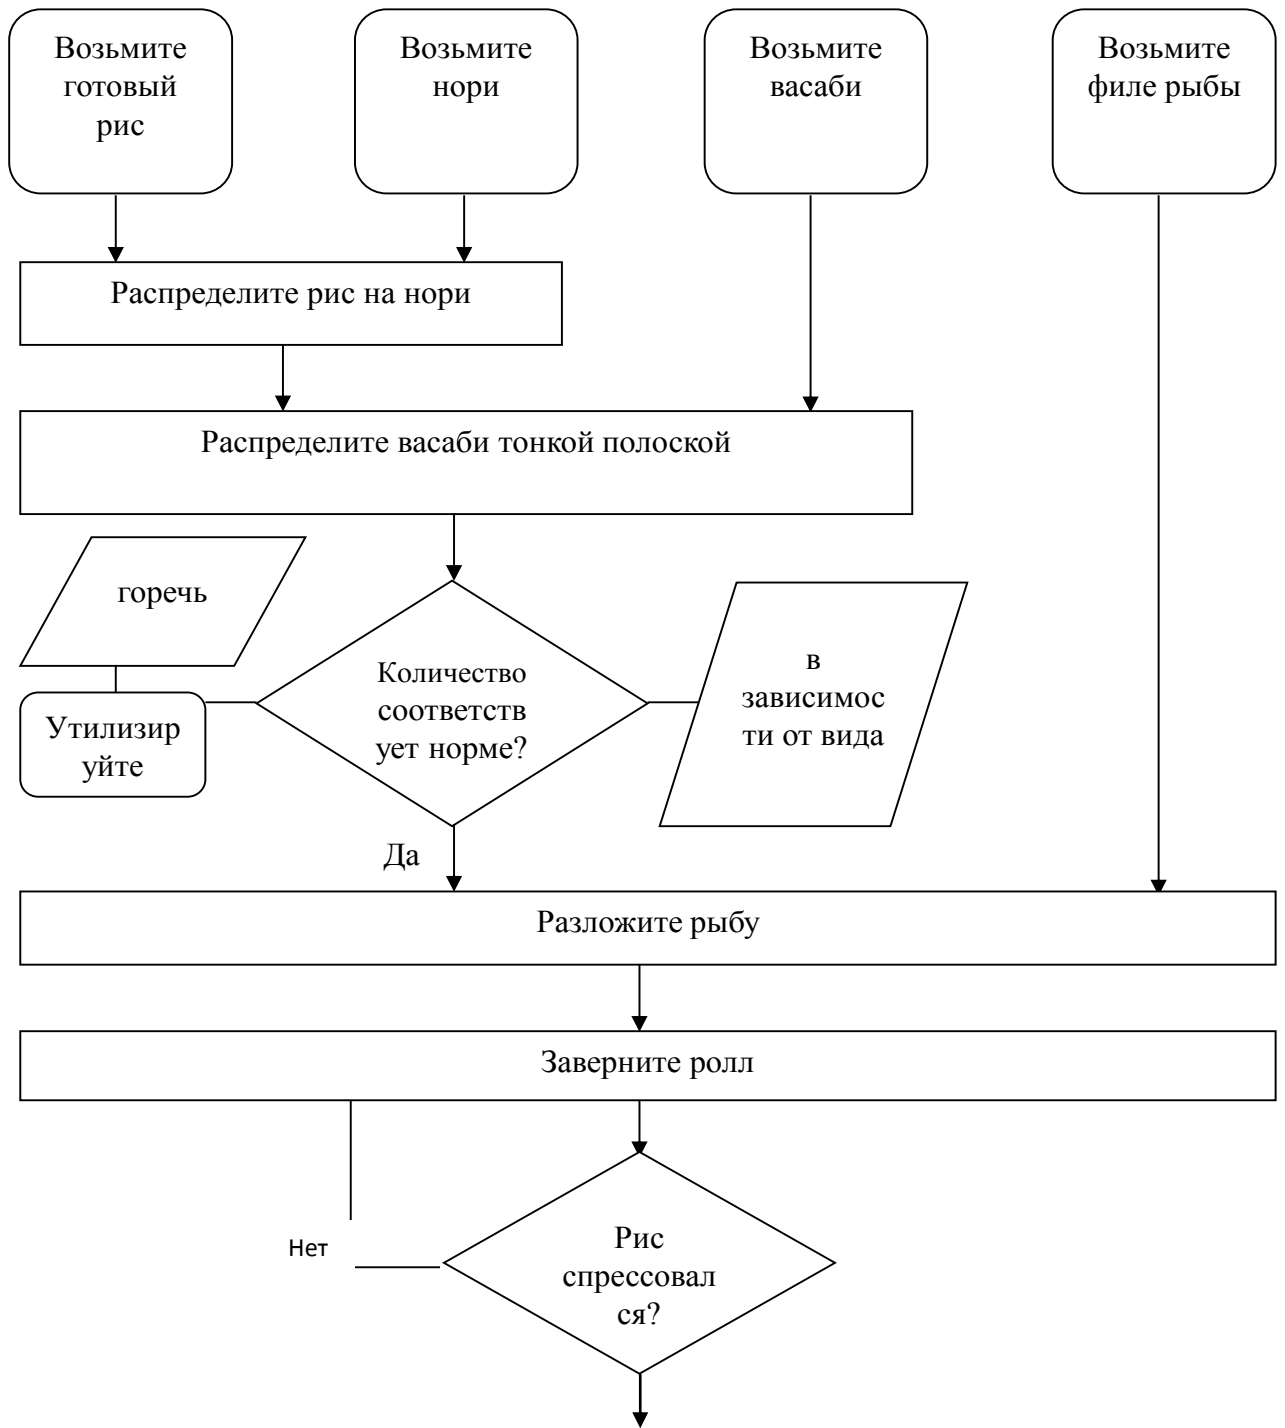 Возьмите
готовый
рис
Возьмите
нори
Возьмите
васаби
Возьмите
филе рыбы
Распределите рис на нори
Распределите васаби тонкой полоской
горечь
Количество
соответств
ует норме?
в
зависимос
ти от вида
Утилизир
уйте
Да
Разложите рыбу
Заверните ролл
Нет
Рис
спрессовал
ся?